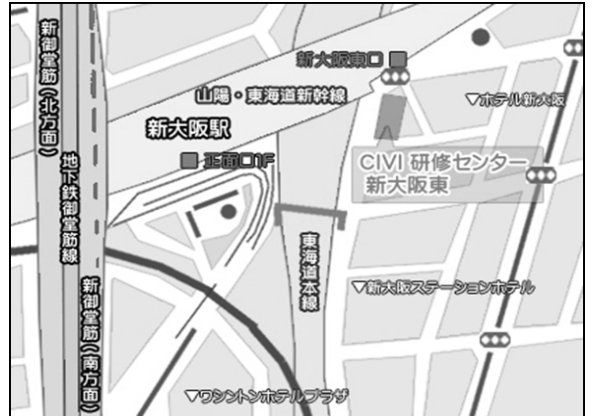 新御堂筋(北方面)
地下鉄御堂筋線
新御堂筋(南方面)
新大阪東口
山陽・東海道新幹線
新大阪駅
正面口1F
▼ホテル新大阪
CIVI 研修センター
新大阪東
東海道本線
▼新大阪ステーションホテル
▼ワシントンホテルプラザ